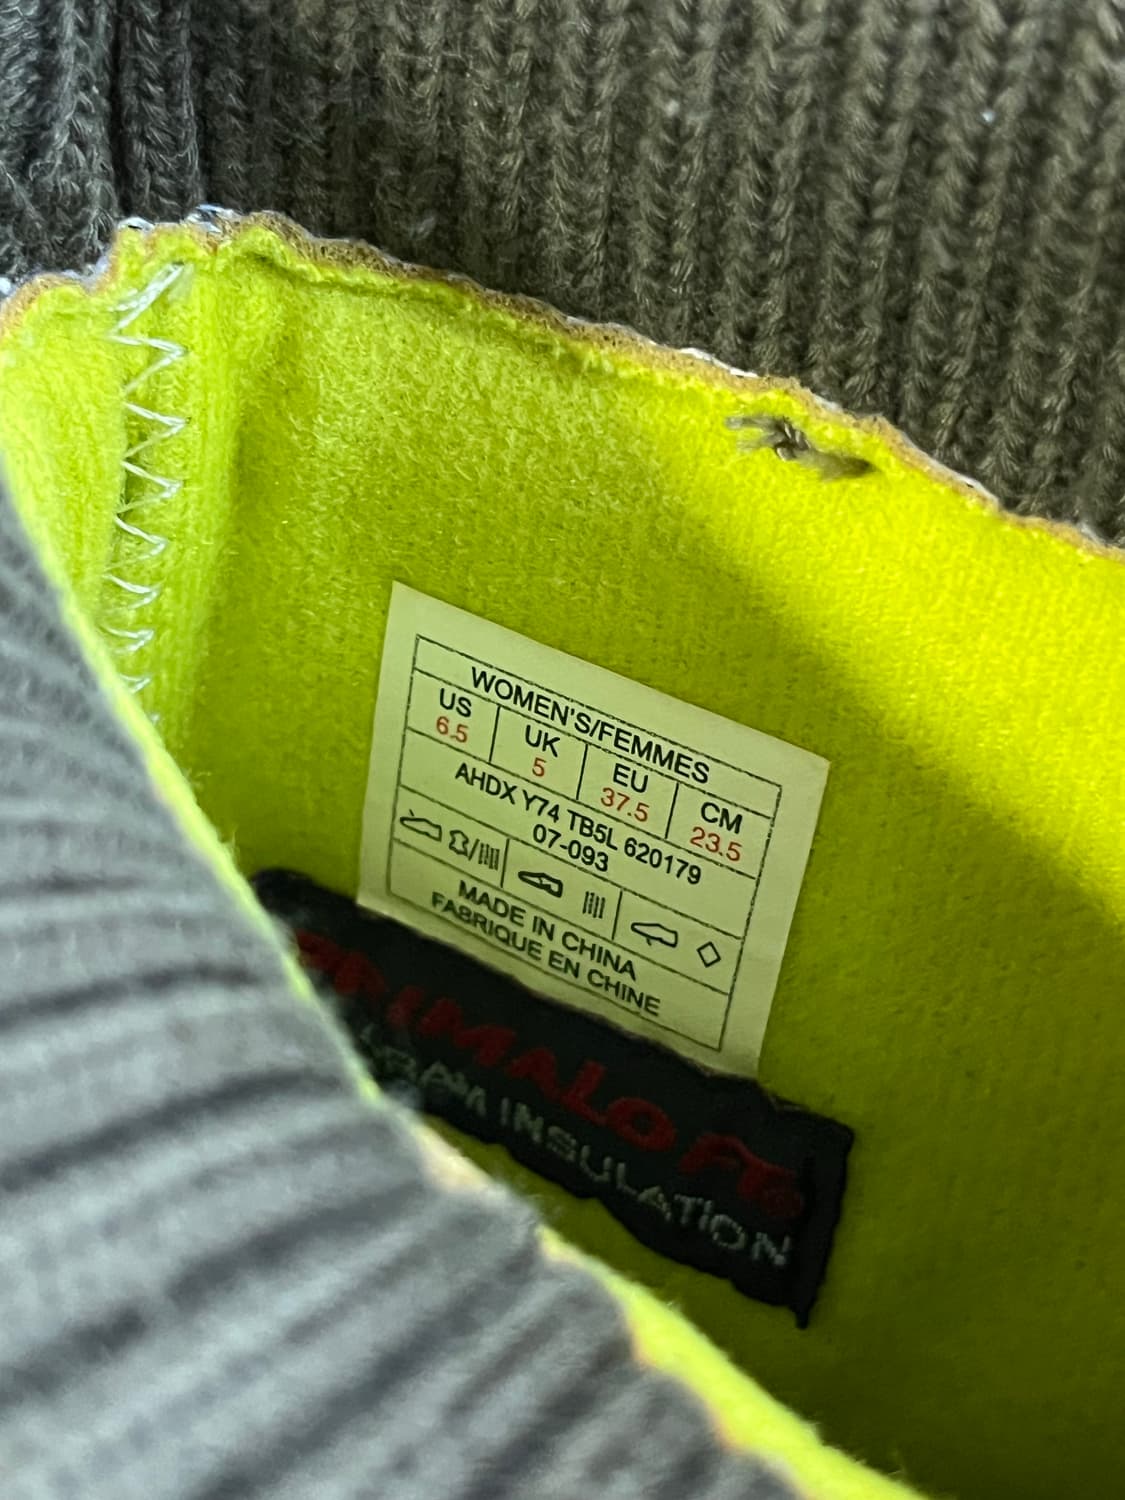 WOMEN'S/FEMMES
US UK EU CM
6.5 5 37.5 23.5
AHDX Y74 TB5L 620179
07-093
MADE IN CHINA
FABRIQUE EN CHINE
PRIMALOFT
INSULATION